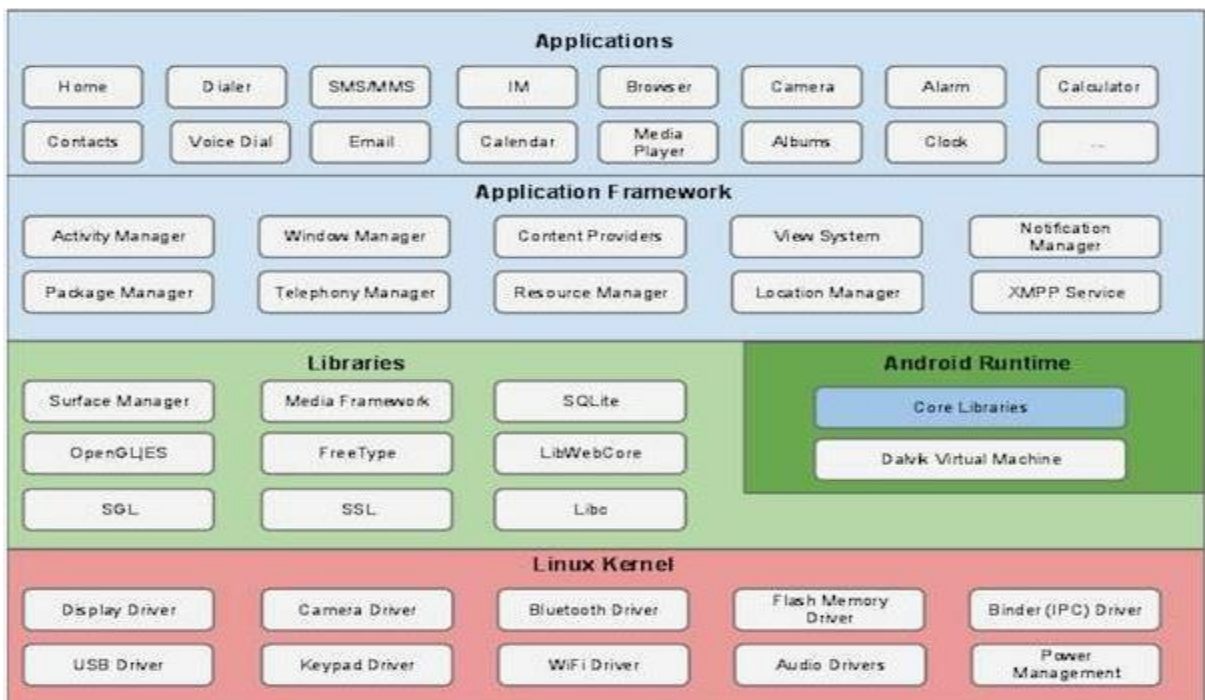 Applications
Home Dialer SMS/MMS IM Browser Camera Alarm Calculator
Contacts Voice Dial Email Calendar Media Player Albums Clock ...
Application Framework
Activity Manager Window Manager Content Providers View System Notification Manager
Package Manager Telephony Manager Resource Manager Location Manager XMPP Service
Libraries
Surface Manager Media Framework SQLite
OpenGL|ES FreeType LibWebCore
SGL SSL Libc
Android Runtime
Core Libraries
Dalvik Virtual Machine
Linux Kernel
Display Driver Camera Driver Bluetooth Driver Flash Memory Driver Binder (IPC) Driver
USB Driver Keypad Driver WiFi Driver Audio Drivers Power Management